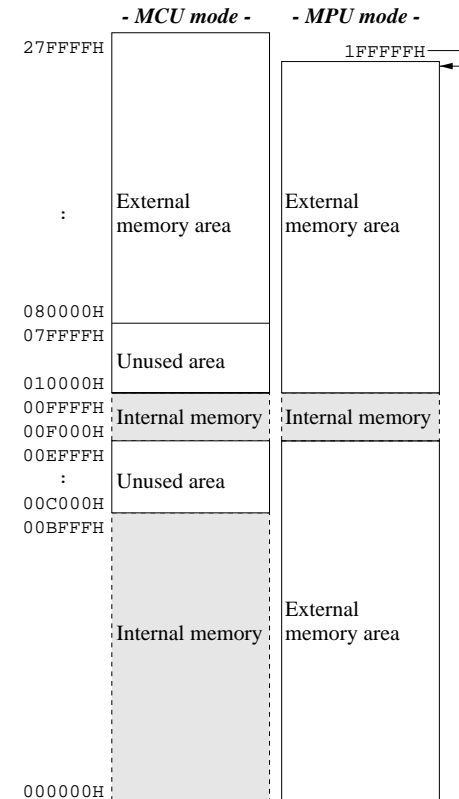 - MCU mode - - MPU mode -
27FFFFH
1FFFFFH
:
External
memory area
External
memory area
080000H
07FFFFH
Unused area
010000H
00FFFFH
Internal memory
Internal memory
00F000H
00EFFFH
:
Unused area
00C000H
00BFFFH
Internal memory
External
memory area
000000H